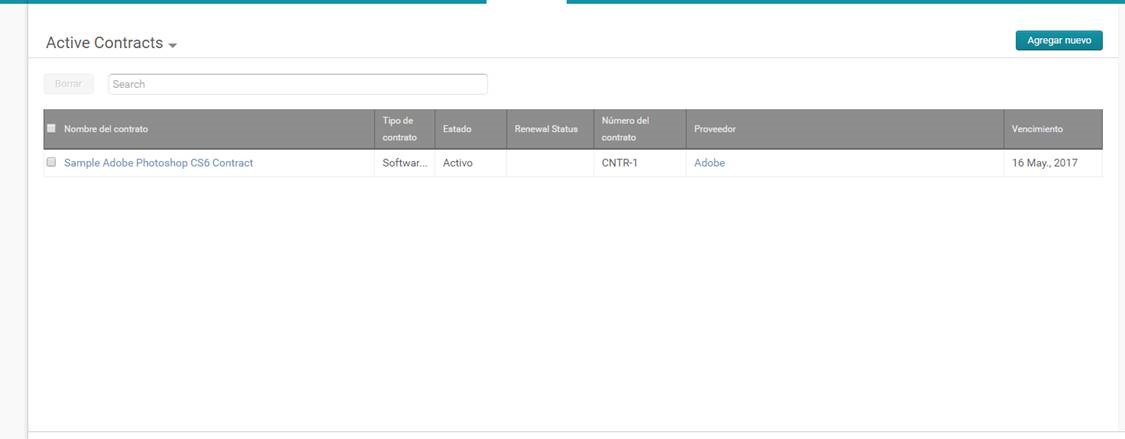 Active Contracts
Agregar nuevo
Borrar
Search
Nombre del contrato
Tipo de
contrato
Estado
Renewal Status
Número del
contrato
Proveedor
Vencimiento
Sample Adobe Photoshop CS6 Contract
Softwar...
Activo
CNTR-1
Adobe
16 May., 2017